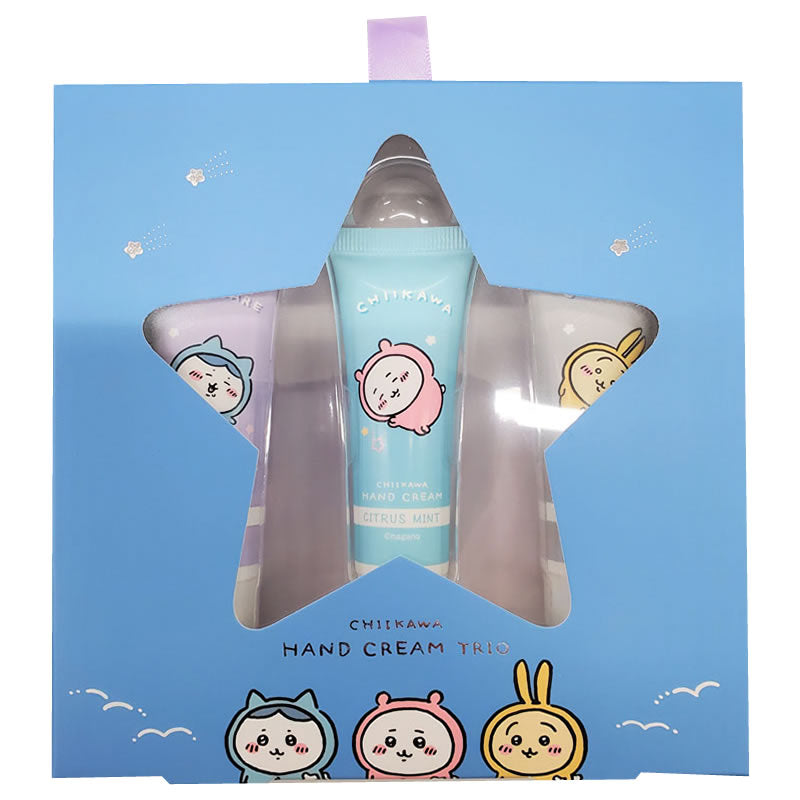 CHIIKAWA
CHIIKAWA
HAND CREAM
CITRUS MINT
©nagano
CHIIKAWA
HAND CREAM TRIO